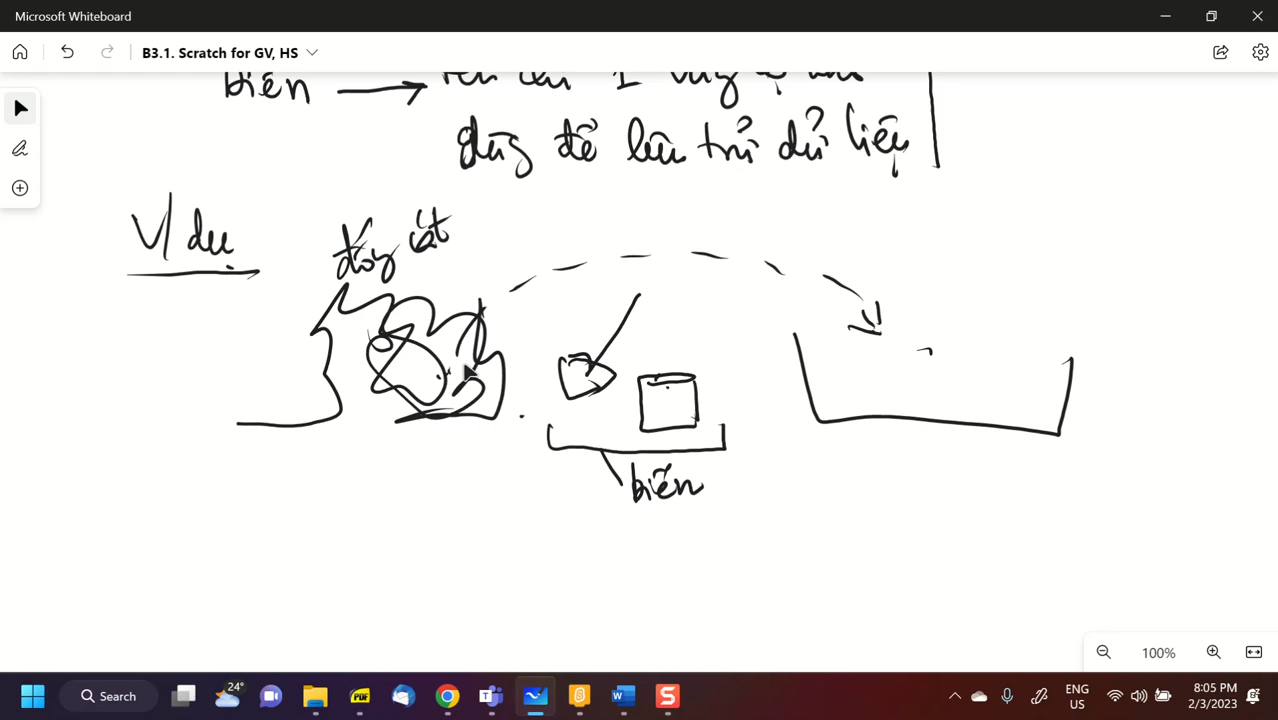 Microsoft Whiteboard
B3.1. Scratch for GV, HS
biến → 1
dùng để lưu trữ dữ liệu
V/dụ
đống cát
biến
100%
24°
Search
ENG
US
8:05 PM
2/3/2023